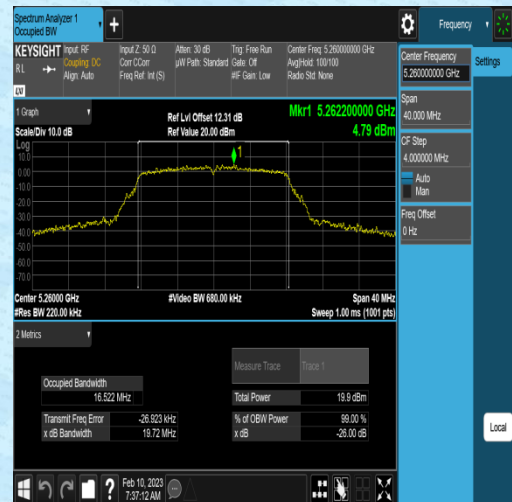 Spectrum Analyzer 1
Occupied BW
+
Frequency
KEYSIGHT
RL
LXI
Input: RF
Coupling: DC
Align: Auto
Input Z: 50 Ω
Corr CCorr
Freq Ref: Int (S)
Atten: 30 dB
µW Path: Standard
Trig: Free Run
Gate: Off
#IF Gain: Low
Center Freq: 5.260000000 GHz
Avg|Hold: 100/100
Radio Std: None
Center Frequency
5.260000000 GHz
Settings
Span
40.000 MHz
CF Step
4.000000 MHz
Auto
Man
Freq Offset
0 Hz
Local
1 Graph
Scale/Div 10.0 dB
Ref Lvl Offset 12.31 dB
Ref Value 20.00 dBm
Mkr1 5.262200000 GHz
4.79 dBm
Log
10.0
0.00
-10.0
-20.0
-30.0
-40.0
-50.0
-60.0
-70.0
1
Center 5.26000 GHz
#Res BW 220.00 kHz
#Video BW 680.00 kHz
Span 40 MHz
Sweep 1.00 ms (1001 pts)
2 Metrics
Measure Trace
Trace 1
Occupied Bandwidth
16.522 MHz
Total Power
19.9 dBm
Transmit Freq Error
-26.923 kHz
% of OBW Power
99.00 %
x dB Bandwidth
19.72 MHz
x dB
-26.00 dB
?
Feb 10, 2023
7:37:12 AM